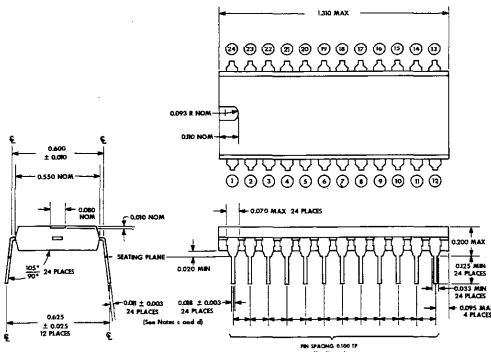 1.310 MAX
24 23 22 21 20 19 18 17 16 15 14 13
0.093 R NOM
0.110 NOM
1 2 3 4 5 6 7 8 9 10 11 12
℄ ℄
0.600
± 0.010
0.550 NOM
0.080
NOM
0.010 NOM
105°
90°
24 PLACES
0.625
± 0.025
12 PLACES
℄ ℄
0.011 ± 0.003
24 PLACES
0.070 MAX 24 PLACES
SEATING PLANE
0.020 MIN
0.018 ± 0.003
24 PLACES
(See Notes c and d)
0.200 MAX
0.125 MIN
24 PLACES
0.033 MIN
24 PLACES
0.095 MA
4 PLACES
PIN SPACING 0.100 TP